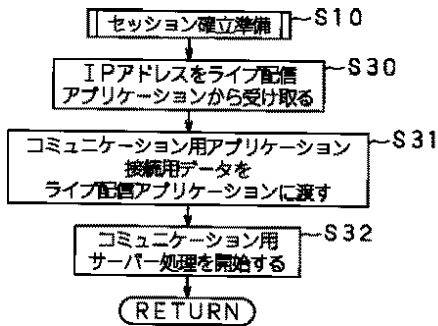 セッション確立準備
S10
IPアドレスをライブ配信
アプリケーションから受け取る
S30
コミュニケーション用アプリケーション
接続用データを
ライブ配信アプリケーションに渡す
S31
コミュニケーション用
サーバー処理を開始する
S32
RETURN